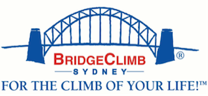 BRIDGECLIMB
SYDNEY
®
FOR THE CLIMB OF YOUR LIFE!™